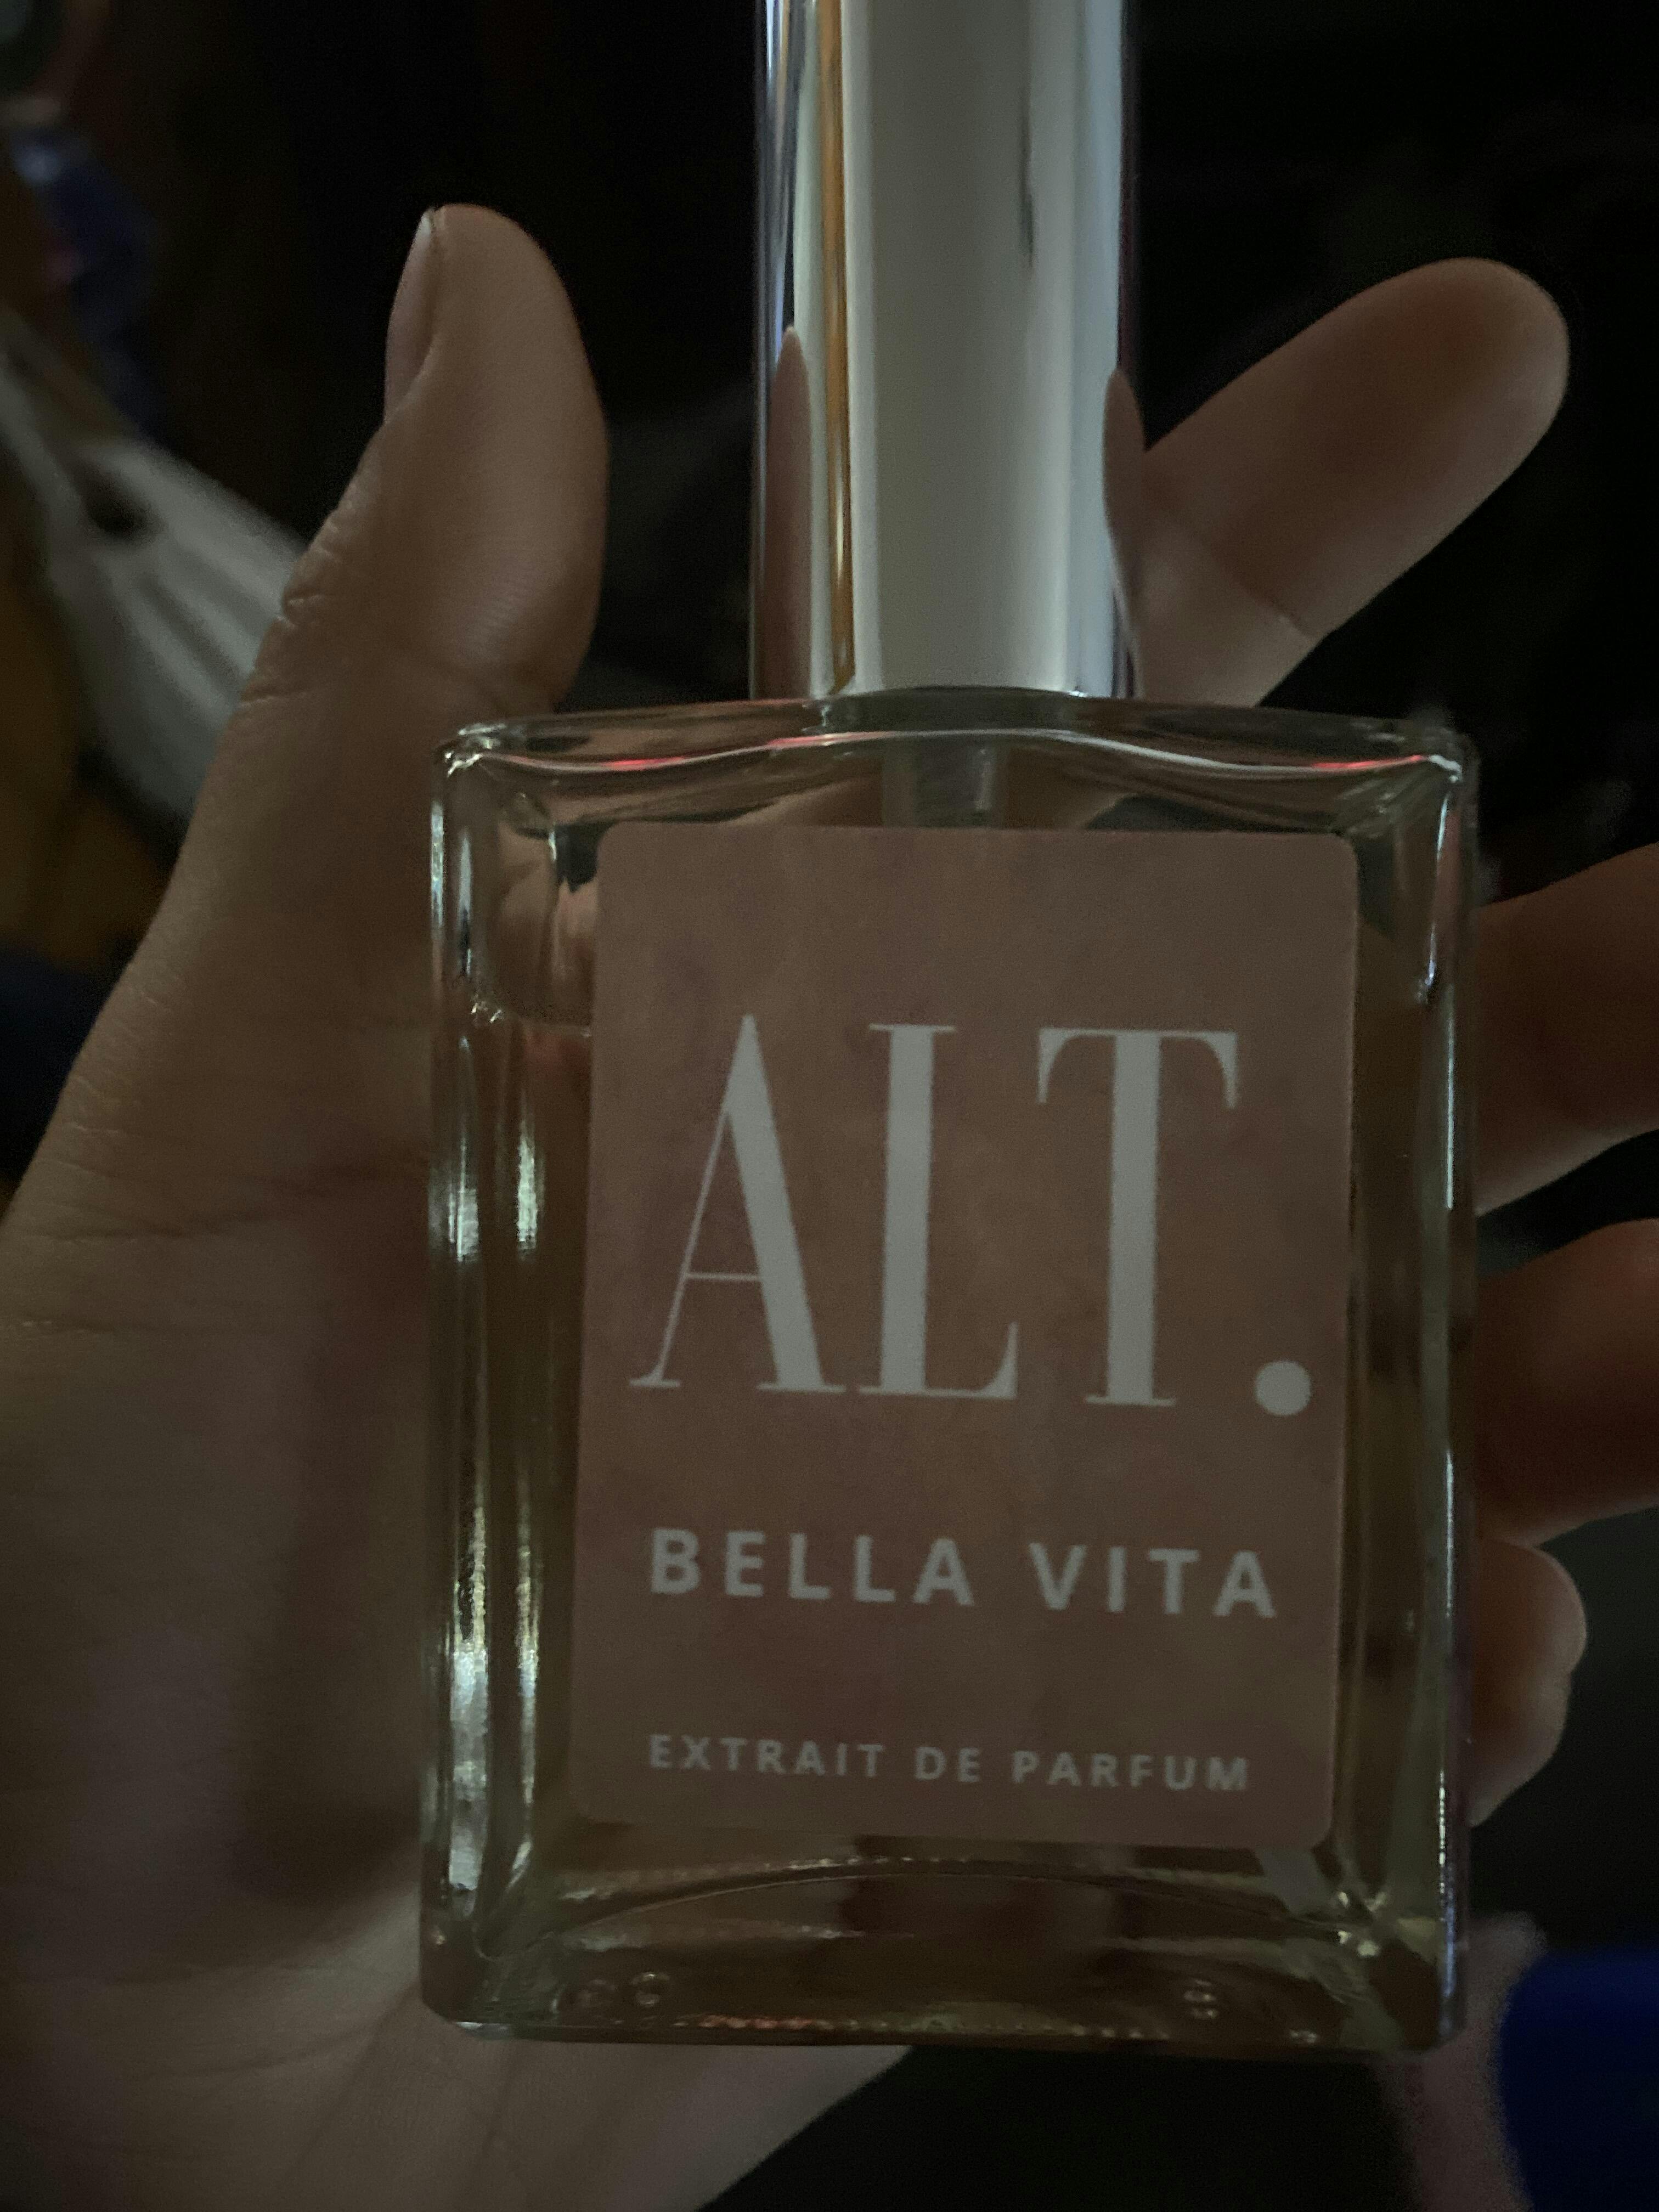 ALT.
BELLA VITA
EXTRAIT DE PARFUM